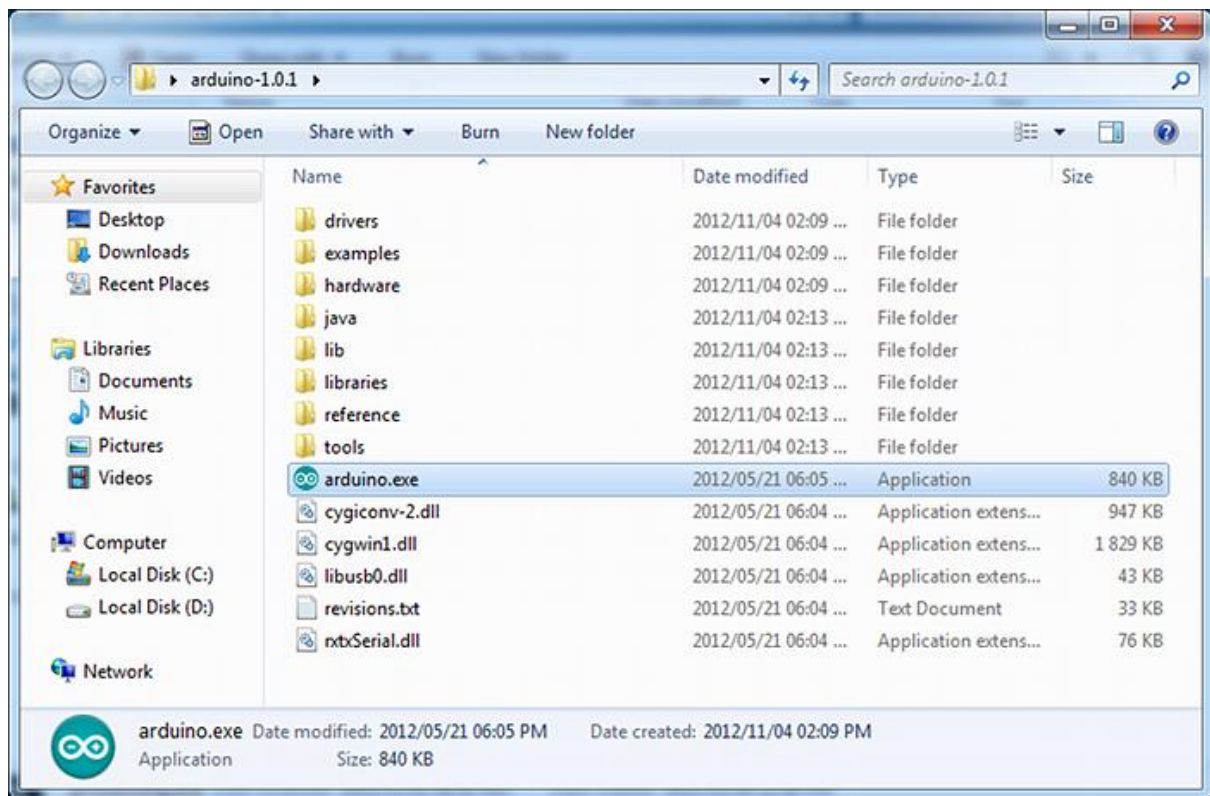 arduino-1.0.1
Search arduino-1.0.1
Organize Open Share with Burn New folder
Favorites
Desktop
Downloads
Recent Places
Libraries
Documents
Music
Pictures
Videos
Computer
Local Disk (C:)
Local Disk (D:)
Network
Name Date modified Type Size
drivers 2012/11/04 02:09 ... File folder
examples 2012/11/04 02:09 ... File folder
hardware 2012/11/04 02:09 ... File folder
java 2012/11/04 02:13 ... File folder
lib 2012/11/04 02:13 ... File folder
libraries 2012/11/04 02:13 ... File folder
reference 2012/11/04 02:13 ... File folder
tools 2012/11/04 02:13 ... File folder
arduino.exe 2012/05/21 06:05 ... Application 840 KB
cygiconv-2.dll 2012/05/21 06:04 ... Application extens... 947 KB
cygwin1.dll 2012/05/21 06:04 ... Application extens... 1 829 KB
libusb0.dll 2012/05/21 06:04 ... Application extens... 43 KB
revisions.txt 2012/05/21 06:04 ... Text Document 33 KB
rxtxSerial.dll 2012/05/21 06:04 ... Application extens... 76 KB
arduino.exe Date modified: 2012/05/21 06:05 PM Date created: 2012/11/04 02:09 PM
Application Size: 840 KB